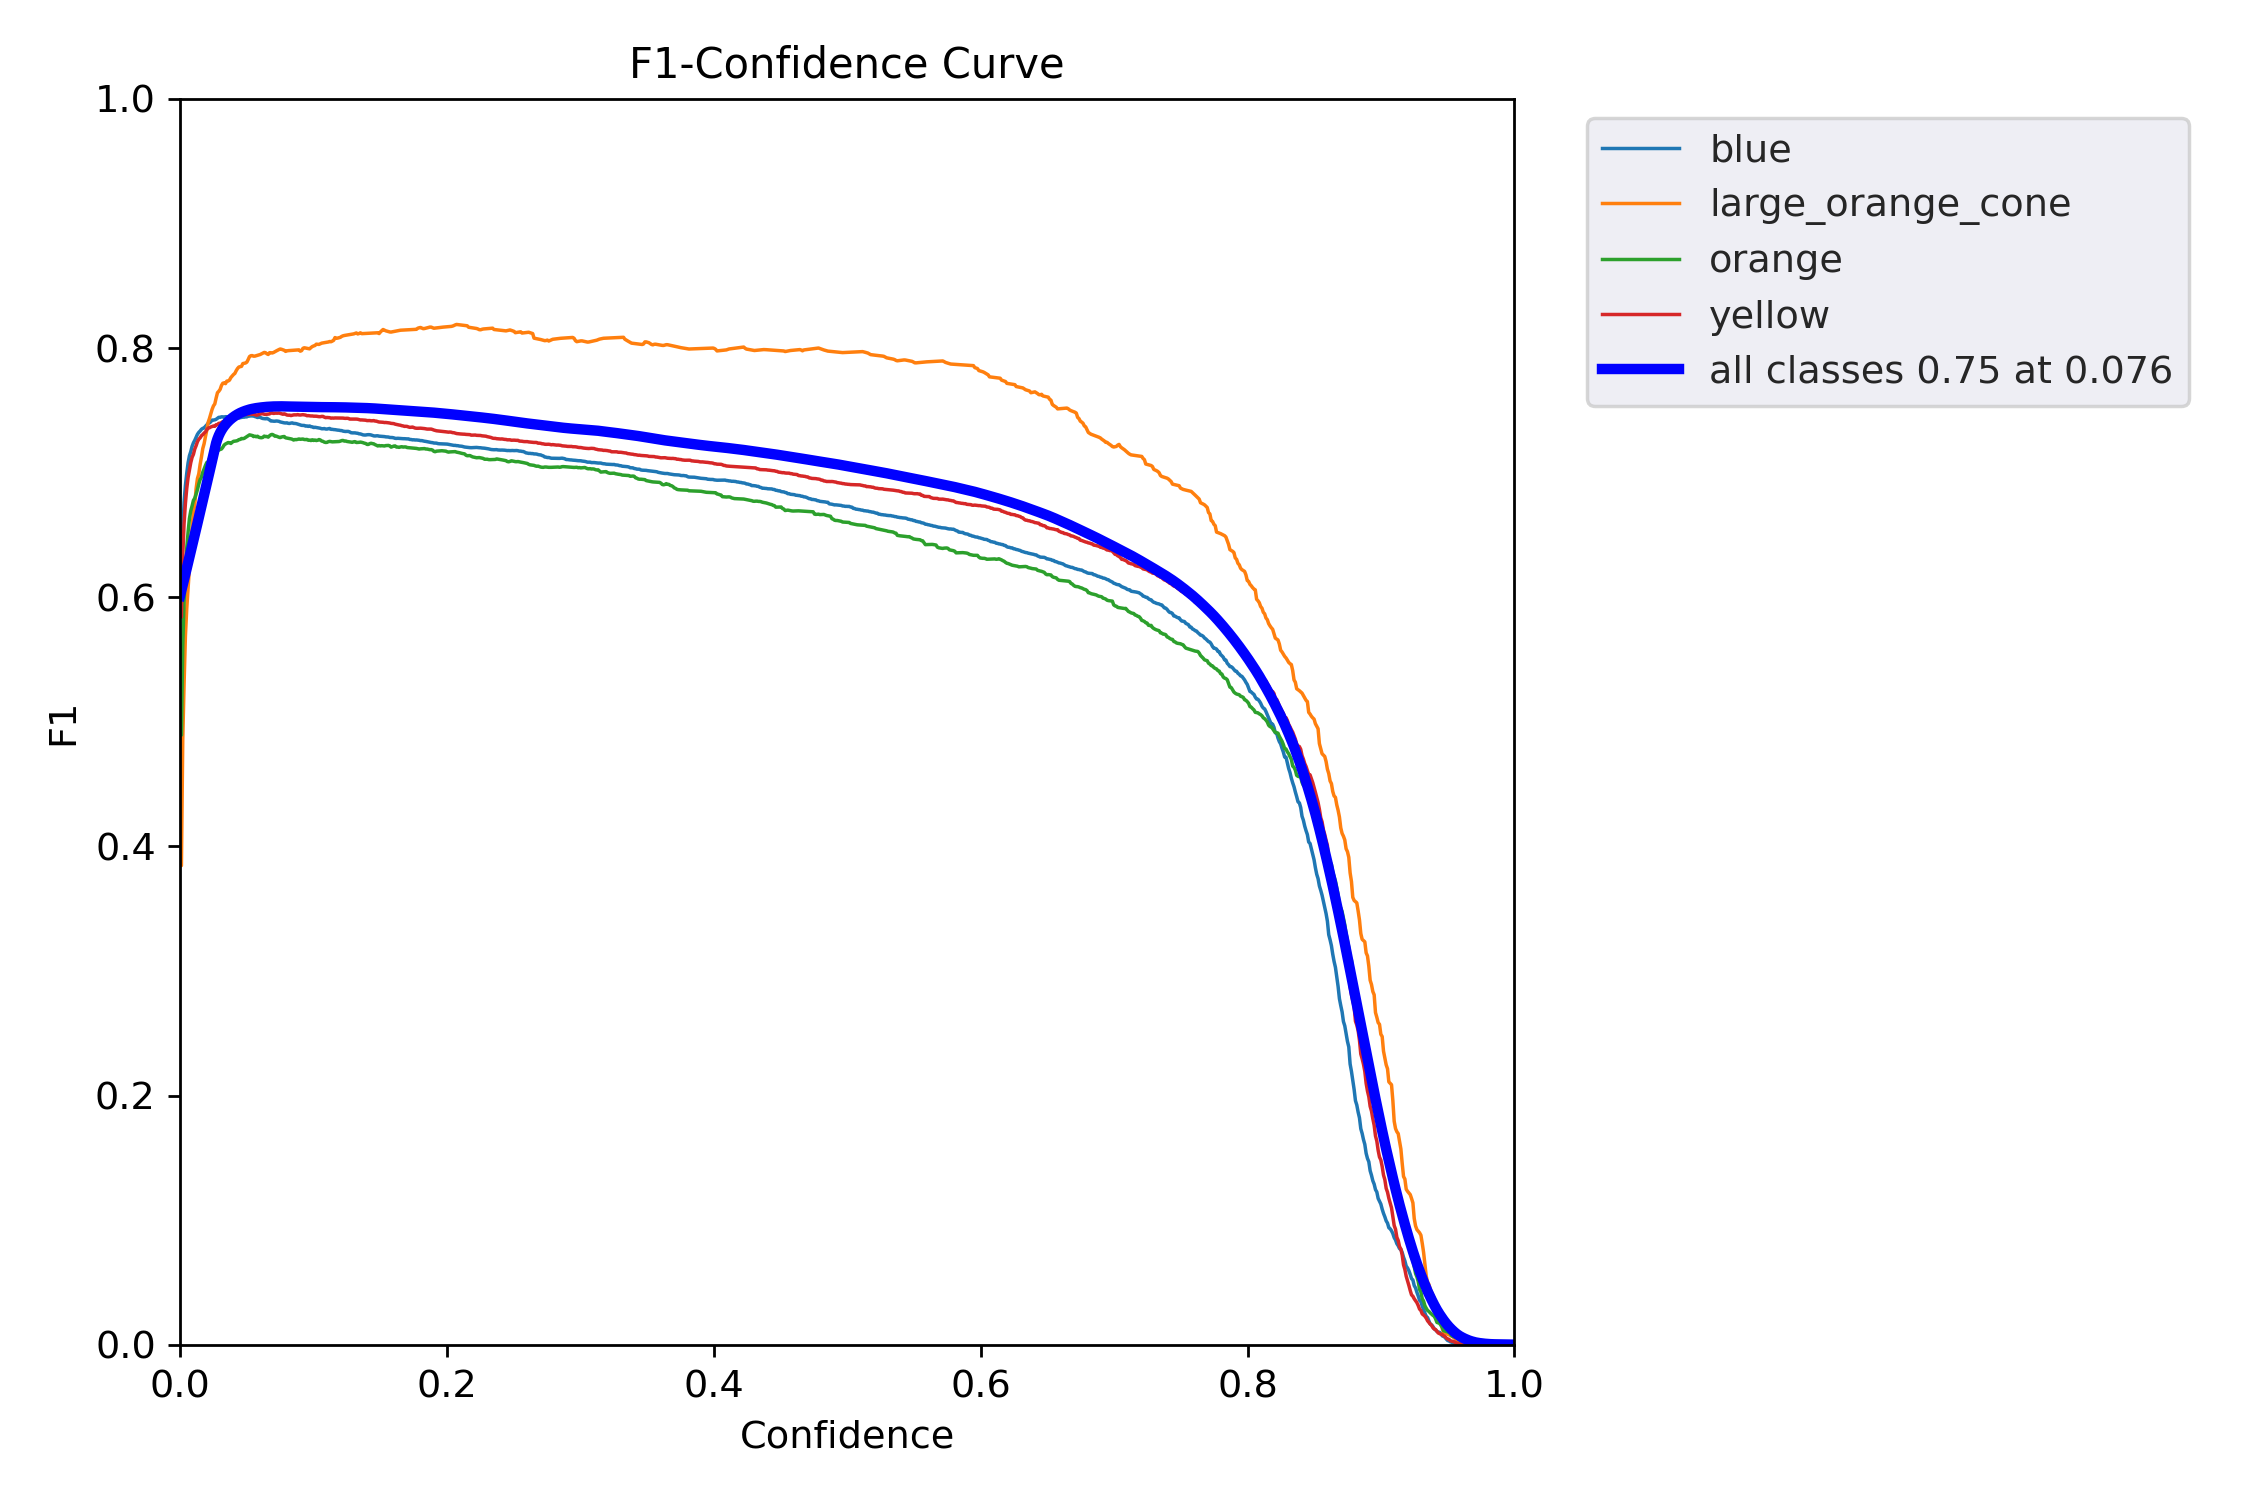 F1-Confidence Curve
1.0
0.8
0.6
0.4
0.2
0.0
F1
0.0 0.2 0.4 0.6 0.8 1.0
Confidence
blue
large_orange_cone
orange
yellow
all classes 0.75 at 0.076